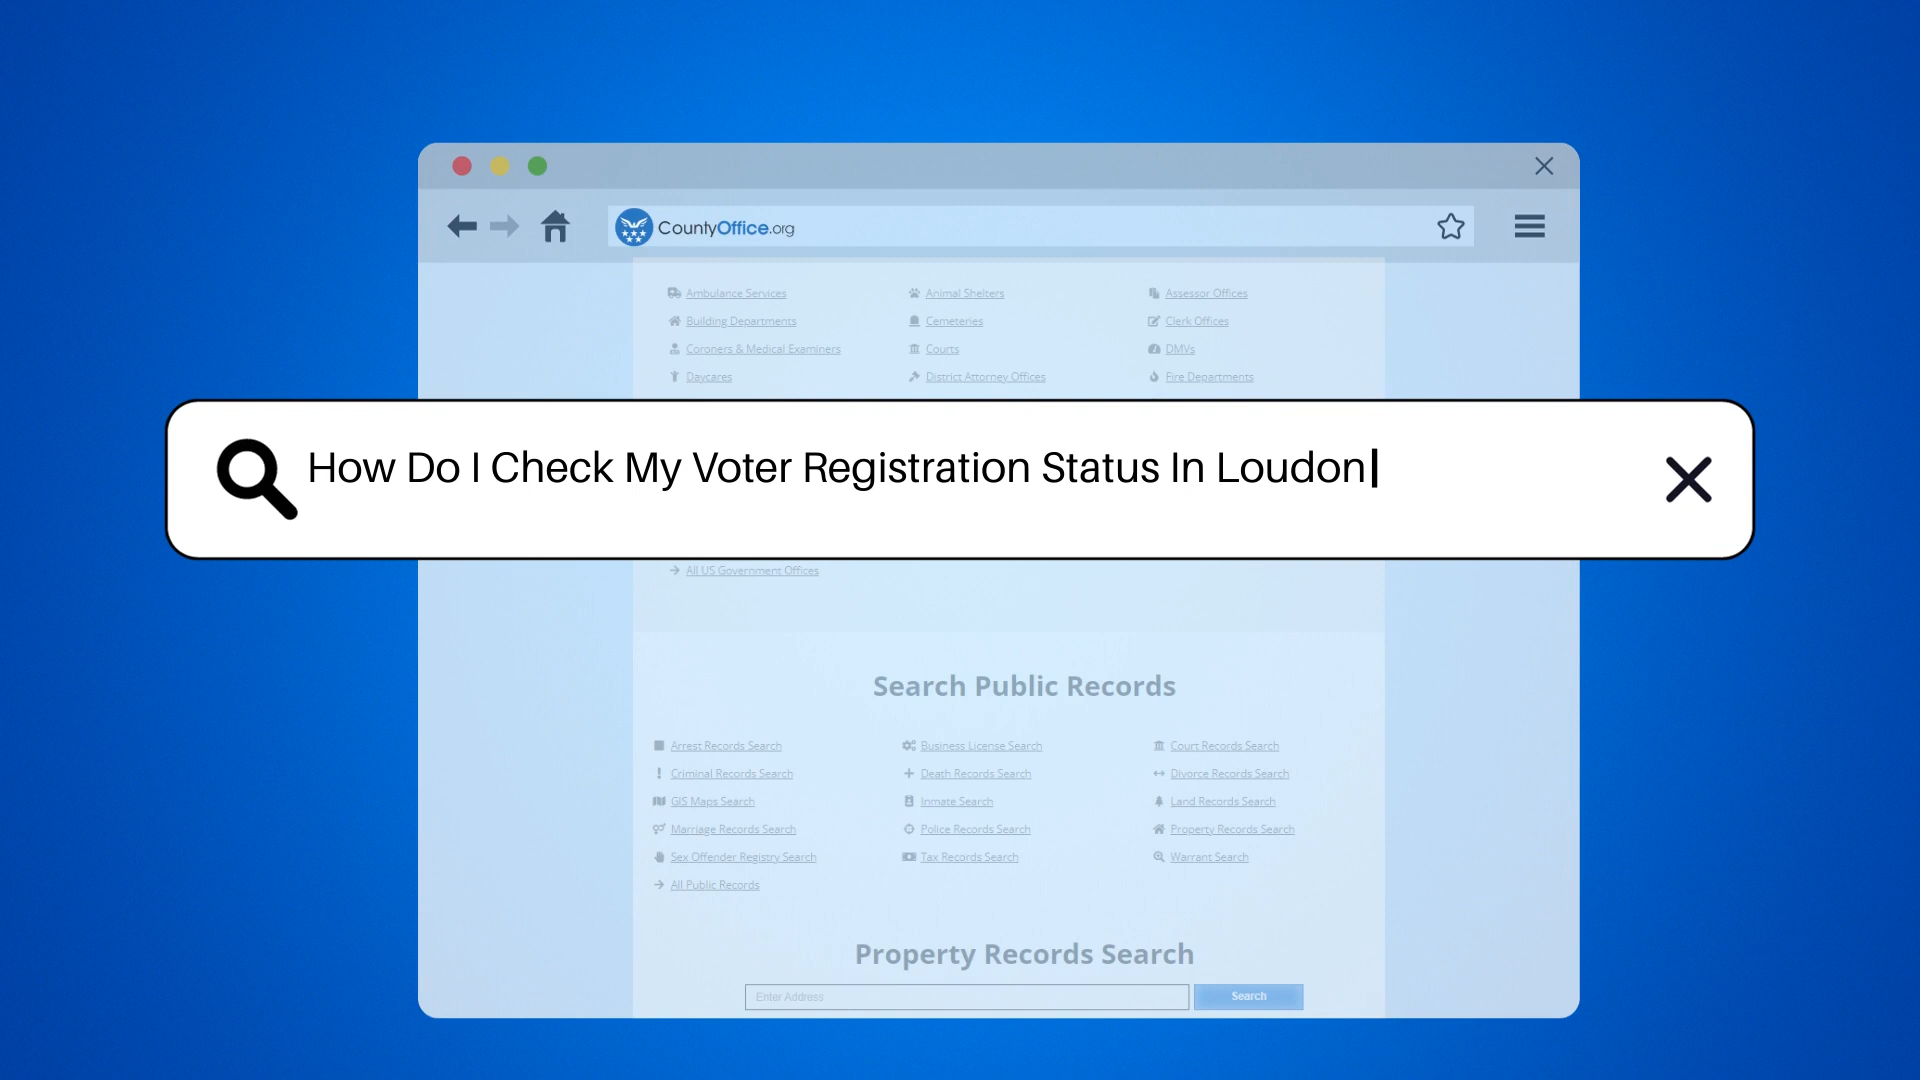 CountyOffice.org
Ambulance Services Animal Shelters Assessor Offices
Building Departments Cemeteries Clerk Offices
Coroners & Medical Examiners Courts DMVs
Daycares District Attorney Offices Fire Departments
How Do I Check My Voter Registration Status In Loudon
All US Government Offices
Search Public Records
Arrest Records Search Business License Search Court Records Search
Criminal Records Search Death Records Search Divorce Records Search
GIS Maps Search Inmate Search Land Records Search
Marriage Records Search Police Records Search Property Records Search
Sex Offender Registry Search Tax Records Search Warrant Search
All Public Records
Property Records Search
Enter Address Search